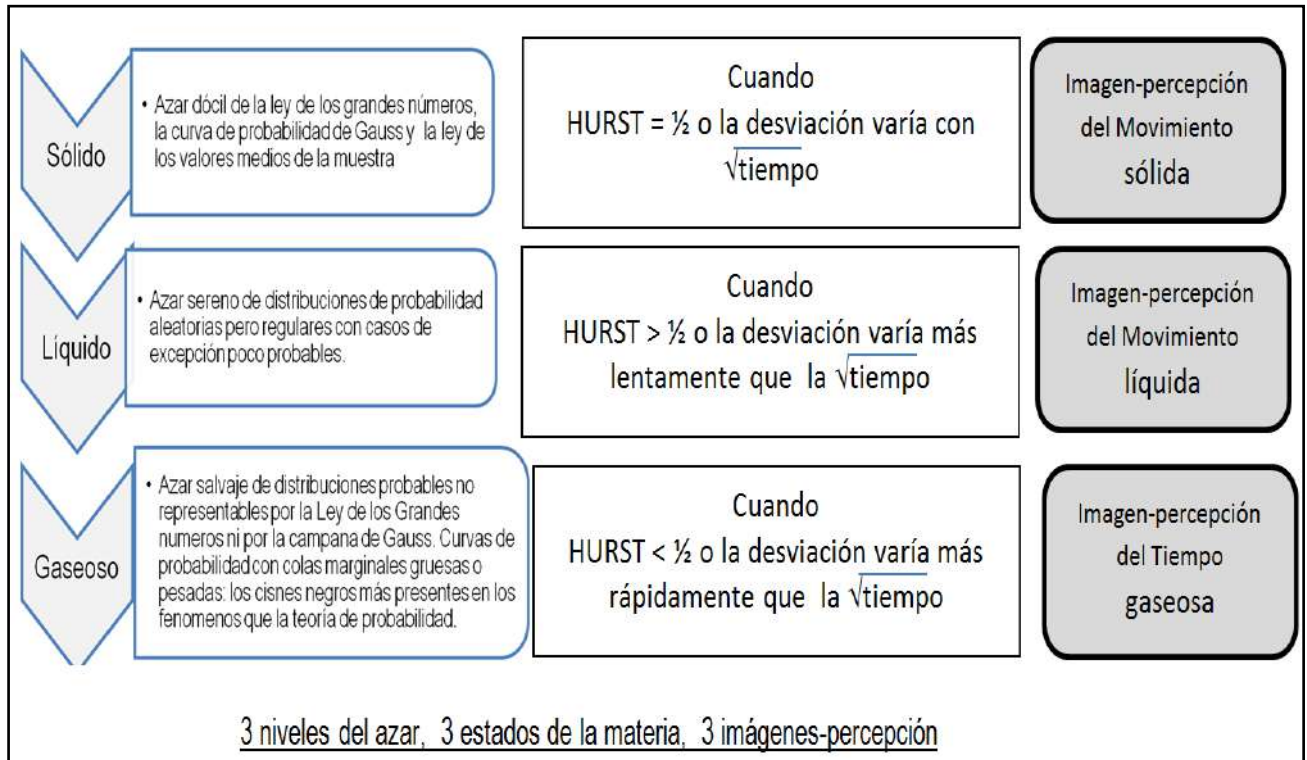 Sólido
• Azar dócil de la ley de los grandes números,
la curva de probabilidad de Gauss y la ley de
los valores medios de la muestra
Cuando
HURST = ½ o la desviación varía con
√tiempo
Imagen-percepción
del Movimiento
sólida
Líquido
• Azar sereno de distribuciones de probabilidad
aleatorias pero regulares con casos de
excepción poco probables.
Cuando
HURST > ½ o la desviación varía más
lentamente que la √tiempo
Imagen-percepción
del Movimiento
líquida
Gaseoso
• Azar salvaje de distribuciones probables no
representables por la Ley de los Grandes
numeros ni por la campana de Gauss. Curvas de
probabilidad con colas marginales gruesas o
pesadas: los cisnes negros más presentes en los
fenomenos que la teoría de probabilidad.
Cuando
HURST < ½ o la desviación varía más
rápidamente que la √tiempo
Imagen-percepción
del Tiempo
gaseosa
3 niveles del azar, 3 estados de la materia, 3 imágenes-percepción